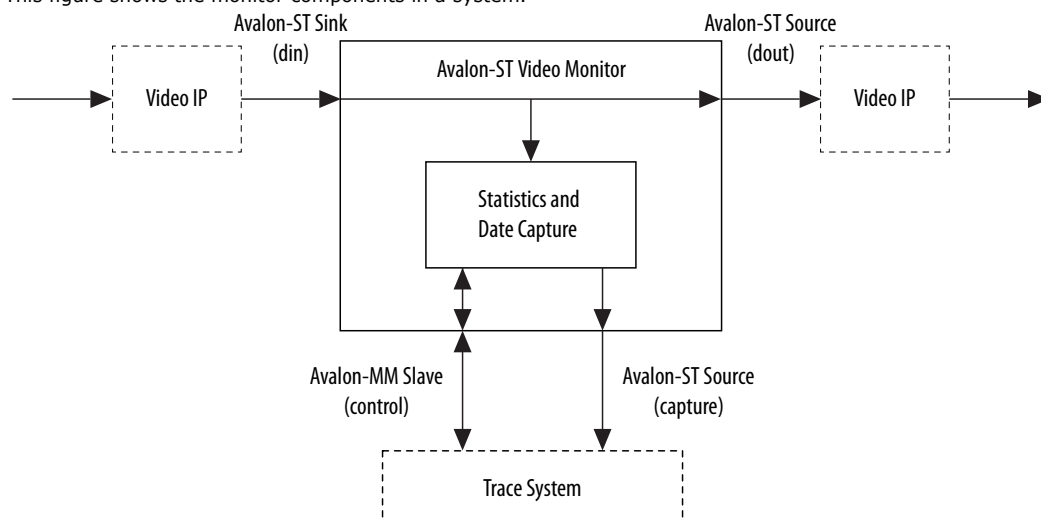 This figure shows the monitor components in a system.
Avalon-ST Sink
(din)
Avalon-ST Source
(dout)
Avalon-ST Video Monitor
Video IP
Video IP
Statistics and
Date Capture
Avalon-MM Slave
(control)
Avalon-ST Source
(capture)
Trace System